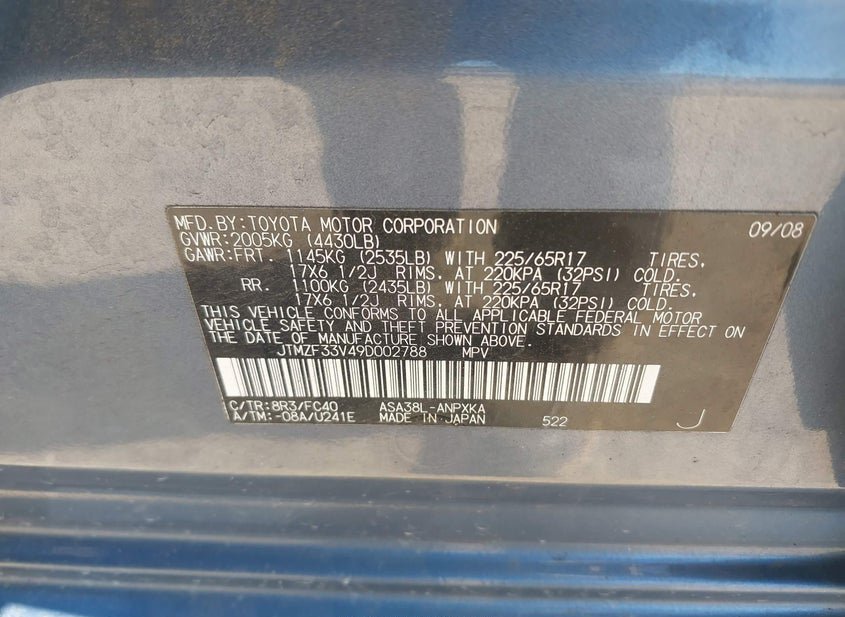 MFD.BY:TOYOTA MOTOR CORPORATION 09/08
GVWR:2005KG (4430LB)
GAWR:FRT. 1145KG (2535LB) WITH 225/65R17 TIRES,
17X6 1/2J RIMS, AT 220KPA (32PSI) COLD.
RR. 1100KG (2435LB) WITH 225/65R17 TIRES,
17X6 1/2J RIMS, AT 220KPA (32PSI) COLD.
THIS VEHICLE CONFORMS TO ALL APPLICABLE FEDERAL MOTOR
VEHICLE SAFETY AND THEFT PREVENTION STANDARDS IN EFFECT ON
THE DATE OF MANUFACTURE SHOWN ABOVE.
JTMZF33V49D002788 MPV
C/TR:8R3/FC40 ASA38L-ANPXKA
A/TM:-08A/U241E MADE IN JAPAN 522 J